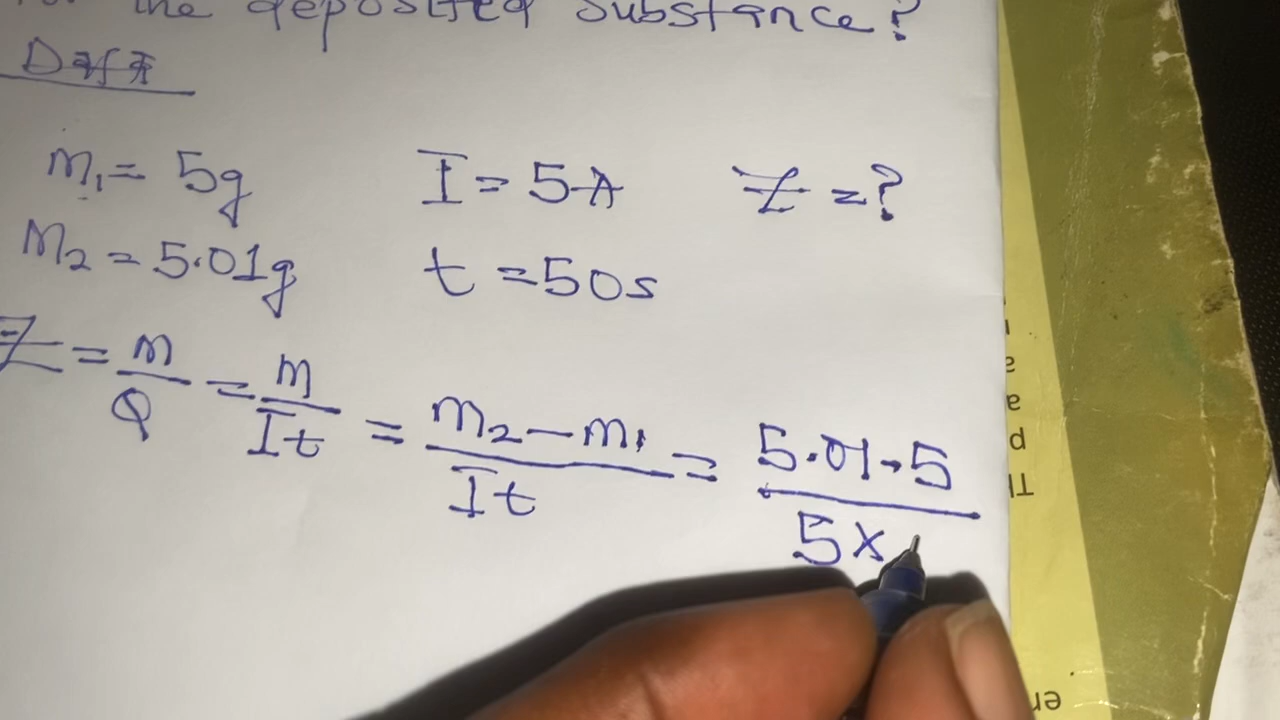 the deposited substance?
Data
m₁ = 5g I = 5A Z = ?
m₂ = 5.01g t = 50s
Z = m/Q = m/It = m₂ - m₁/It = 5.01 - 5/5 ×